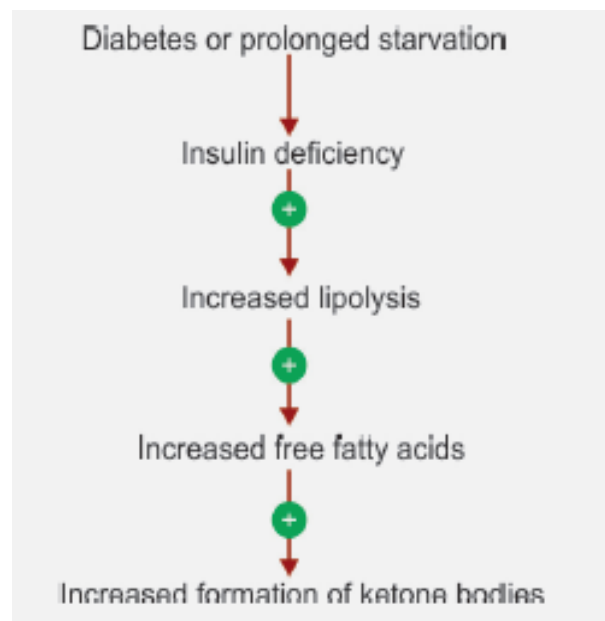 Diabetes or prolonged starvation
Insulin deficiency
+
Increased lipolysis
+
Increased free fatty acids
+
Increased formation of ketone bodies